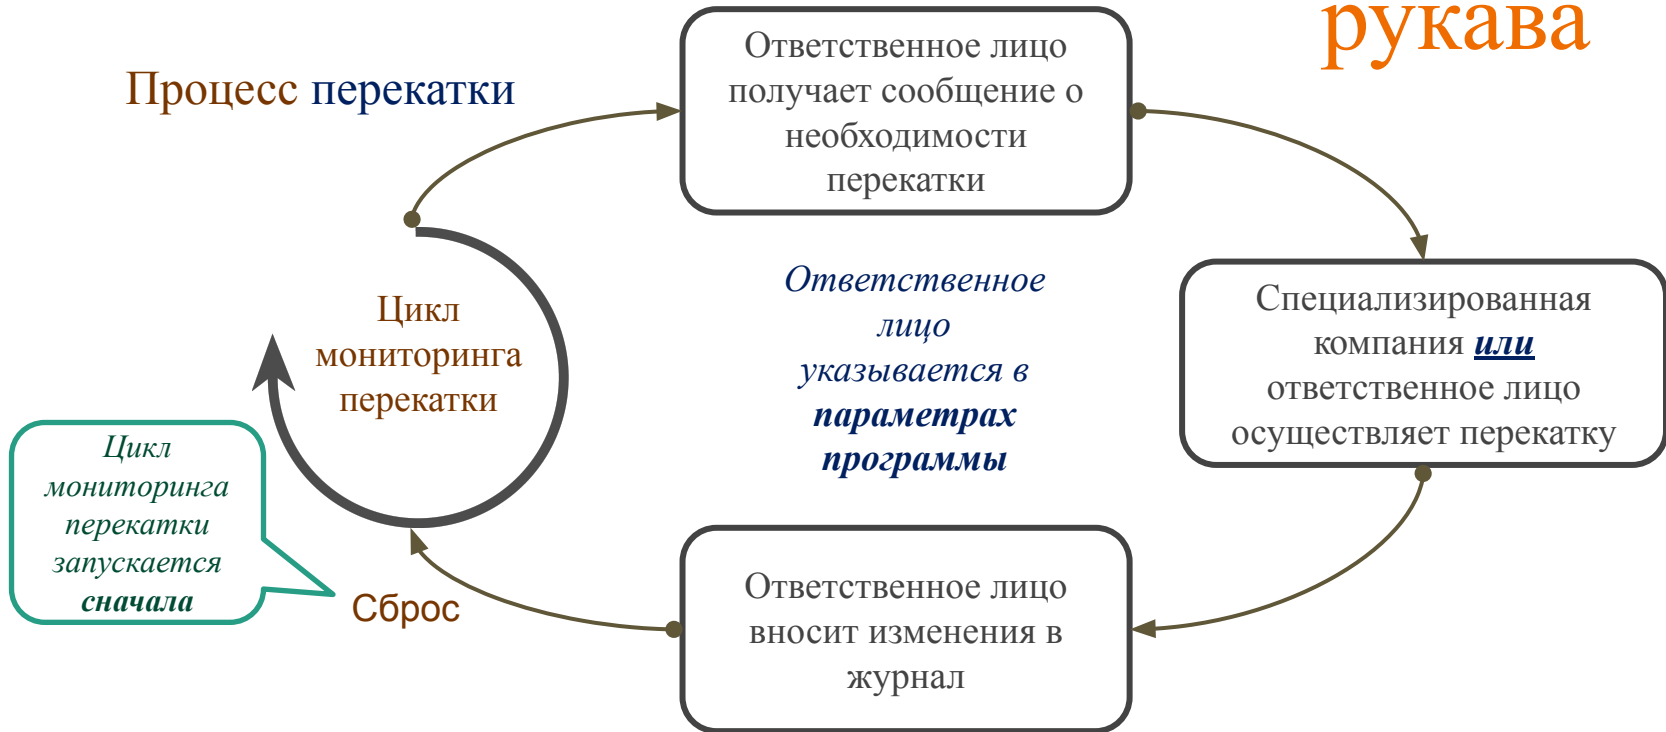 рукава
Процесс перекатки
Ответственное лицо
получает сообщение о
необходимости
перекатки
Цикл
мониторинга
перекатки
Ответственное
лицо
указывается в
параметрах
программы
Специализированная
компания или
ответственное лицо
осуществляет перекатку
Цикл
мониторинга
перекатки
запускается
сначала
Сброс
Ответственное лицо
вносит изменения в
журнал